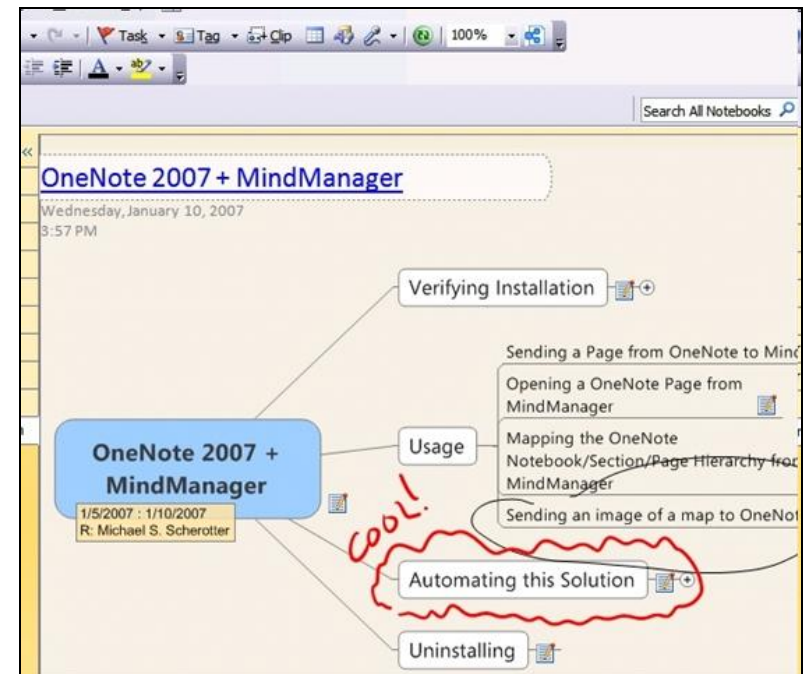 Task Tag Clip 100%
A ab
Search All Notebooks
OneNote 2007 + MindManager
Wednesday, January 10, 2007
3:57 PM
Verifying Installation
Sending a Page from OneNote to Mind
Opening a OneNote Page from
MindManager
Usage
Mapping the OneNote
Notebook/Section/Page Hierarchy from
MindManager
Sending an image of a map to OneNot
OneNote 2007 +
MindManager
1/5/2007 : 1/10/2007
R: Michael S. Scherotter
COOL!
Automating this Solution
Uninstalling